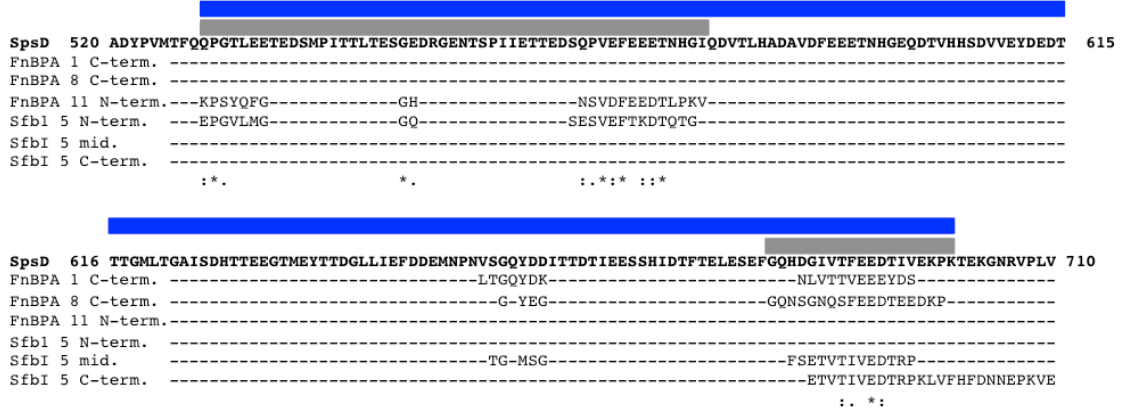 SpsD 520 ADYPVMTFQQPGTLEETEDSMPITTLTESGEDRGENTSPIIETTEDSQPVEFEEETNHGIQDVTLHADAVDFEEETNHGEQDTVHHSDVVEYDEDT 615
FnBPA 1 C-term. ------------------------------------------------------------------------------------------
FnBPA 8 C-term. ------------------------------------------------------------------------------------------
FnBPA 11 N-term.---KPSYQFG-------------GH----------------NSVDFEEDTLPKV------------------------------------
Sfb1 5 N-term. ---EPGVLMG-------------GQ---------------SESVEFTKDTQTG-------------------------------------
SfbI 5 mid. ------------------------------------------------------------------------------------------
SfbI 5 C-term. ------------------------------------------------------------------------------------------
:*. *. :.*:* ::*
SpsD 616 TTGMLTGAISDHTTEEGTMEYTTDGLLIEFDDEMNPNVSGQYDDITTDTIEESSHIDTFTELESEFGQHDGIVTFEEDTIVEKPKTEKGNRVPLV 710
FnBPA 1 C-term. -------------------------------LTGQYDK-------------------------NLVTTVEEEYDS--------------
FnBPA 8 C-term. ---------------------------------G-YEG----------------------GQNSGNQSFEEDTEEDKP-----------
FnBPA 11 N-term.-----------------------------------------------------------------------------------------
Sfb1 5 N-term. -----------------------------------------------------------------------------------------
SfbI 5 mid. --------------------------------TG-MSG------------------------FSETVTIVEDTRP--------------
SfbI 5 C-term. ----------------------------------------------------------------ETVTIVEDTRPKLVFHFDNNEPKVE
:. *: